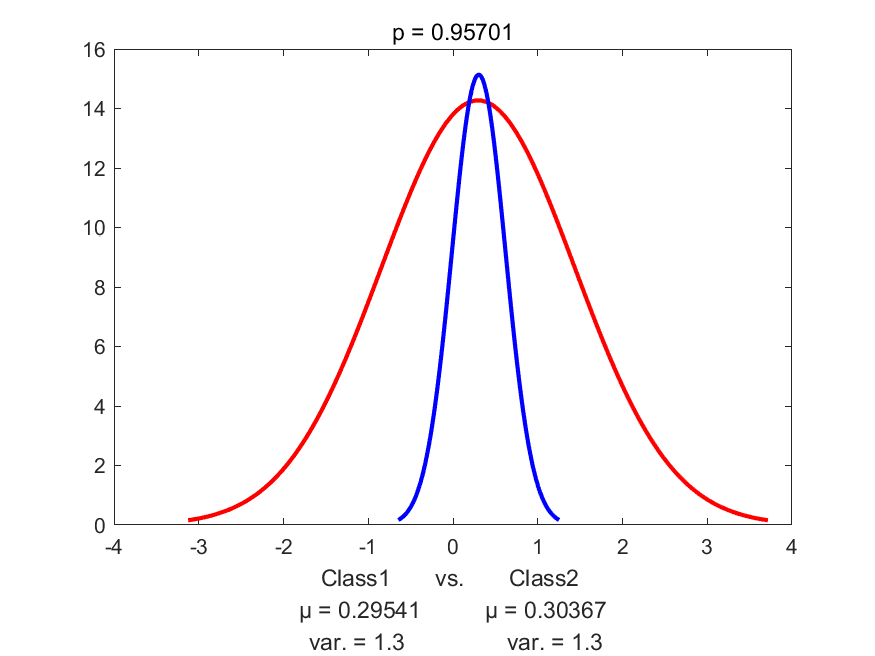 p = 0.95701
16
14
12
10
8
6
4
2
0
-4 -3 -2 -1 0 1 2 3 4
Class1 vs. Class2
μ = 0.29541 μ = 0.30367
var. = 1.3 var. = 1.3